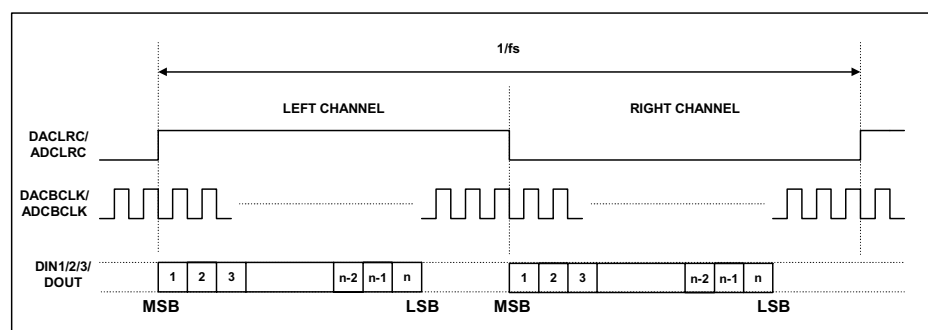 1/fs
LEFT CHANNEL
RIGHT CHANNEL
DACLRC/
ADCLRC
DACBCLK/
ADCBCLK
DIN1/2/3/
DOUT
1 2 3 n-2 n-1 n 1 2 3 n-2 n-1 n
MSB LSB MSB LSB